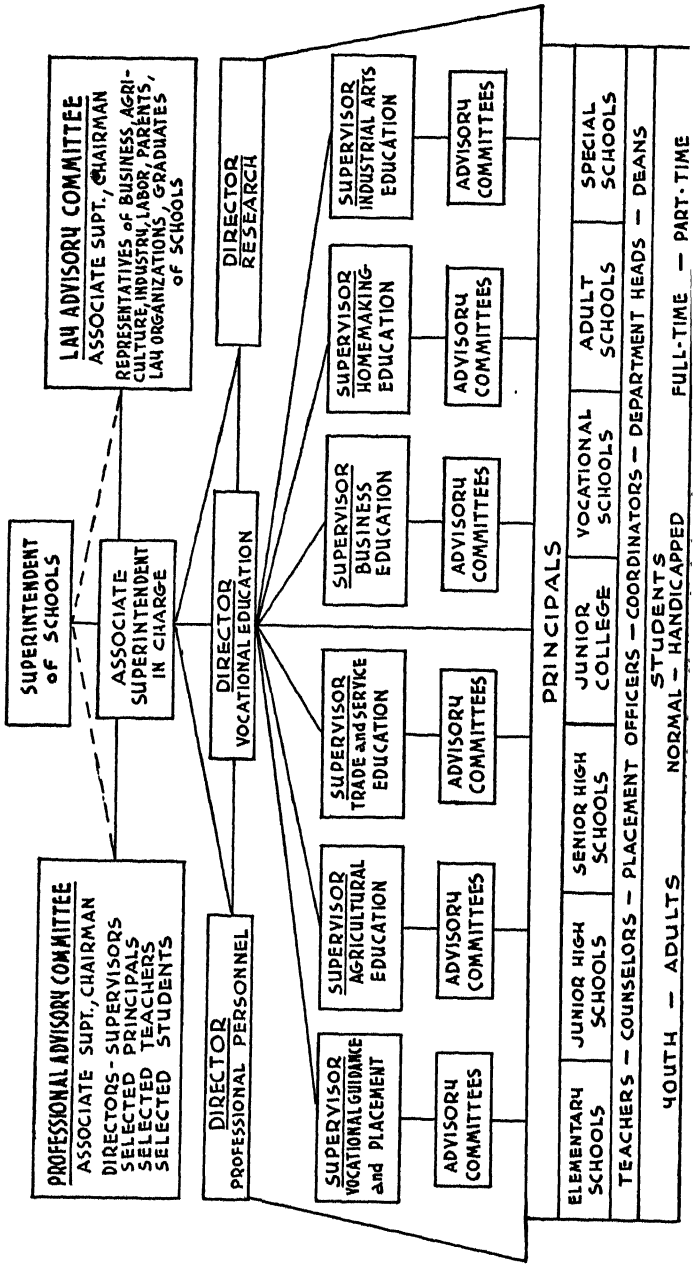 SUPERINTENDENT
of SCHOOLS
PROFESSIONAL ADVISORY COMMITTEE
ASSOCIATE SUPT., CHAIRMAN
DIRECTORS - SUPERVISORS
SELECTED PRINCIPALS
SELECTED TEACHERS
SELECTED STUDENTS
ASSOCIATE
SUPERINTENDENT
IN CHARGE
LAY ADVISORY COMMITTEE
ASSOCIATE SUPT., CHAIRMAN
REPRESENTATIVES of BUSINESS, AGRI-
CULTURE, INDUSTRY, LABOR, PARENTS,
LAY ORGANIZATIONS, GRADUATES
of SCHOOLS
DIRECTOR
PROFESSIONAL PERSONNEL
DIRECTOR
VOCATIONAL EDUCATION
DIRECTOR
RESEARCH
SUPERVISOR
VOCATIONAL GUIDANCE
and PLACEMENT
SUPERVISOR
AGRICULTURAL
EDUCATION
SUPERVISOR
TRADE and SERVICE
EDUCATION
SUPERVISOR
BUSINESS
EDUCATION
SUPERVISOR
HOMEMAKING-
EDUCATION
SUPERVISOR
INDUSTRIAL ARTS
EDUCATION
ADVISORY
COMMITTEES
ADVISORY
COMMITTEES
ADVISORY
COMMITTEES
ADVISORY
COMMITTEES
ADVISORY
COMMITTEES
ADVISORY
COMMITTEES
PRINCIPALS
ELEMENTARY
SCHOOLS
JUNIOR HIGH
SCHOOLS
SENIOR HIGH
SCHOOLS
JUNIOR
COLLEGE
VOCATIONAL
SCHOOLS
ADULT
SCHOOLS
SPECIAL
SCHOOLS
TEACHERS — COUNSELORS — PLACEMENT OFFICERS — COORDINATORS — DEPARTMENT HEADS — DEANS
STUDENTS
YOUTH — ADULTS NORMAL — HANDICAPPED FULL-TIME — PART-TIME